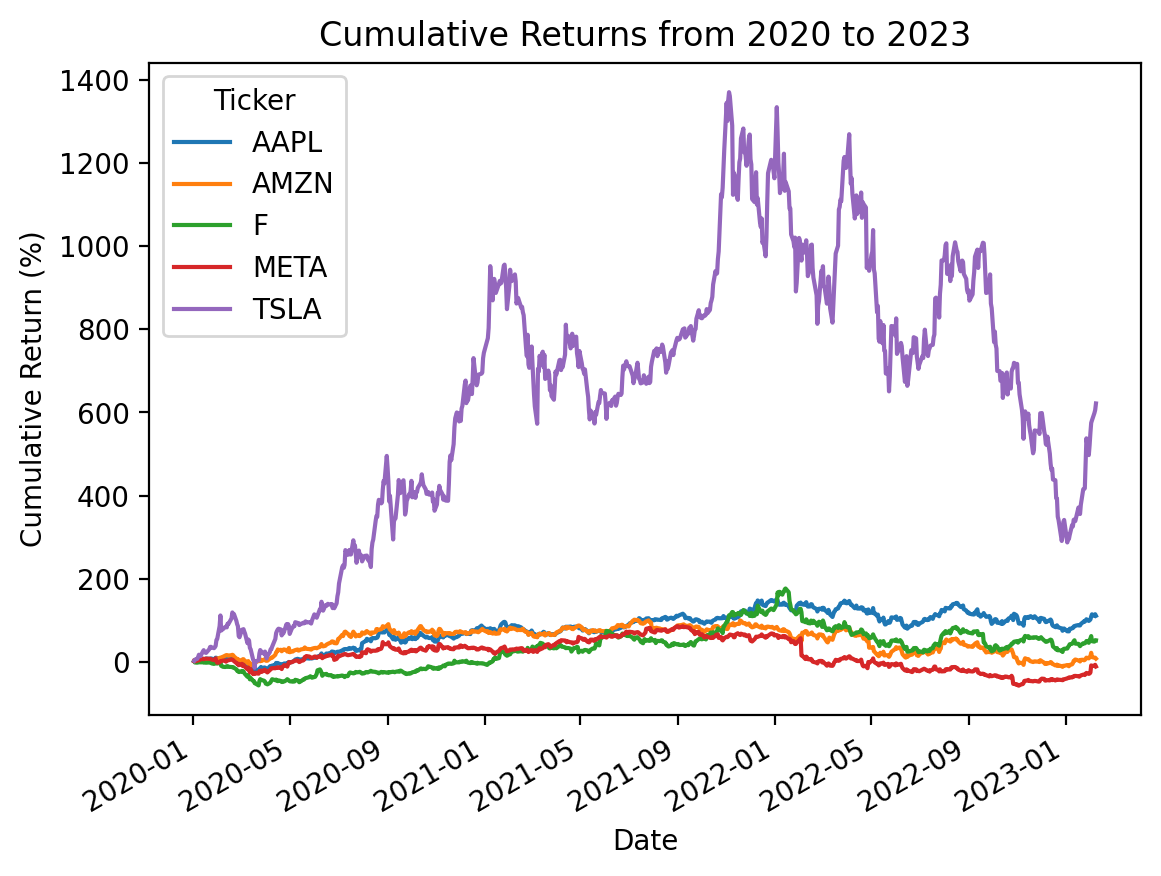 Cumulative Returns from 2020 to 2023
Cumulative Return (%)
1400
1200
1000
800
600
400
200
0
Ticker
AAPL
AMZN
F
META
TSLA
2020-01
2020-05
2020-09
2021-01
2021-05
2021-09
2022-01
2022-05
2022-09
2023-01
Date